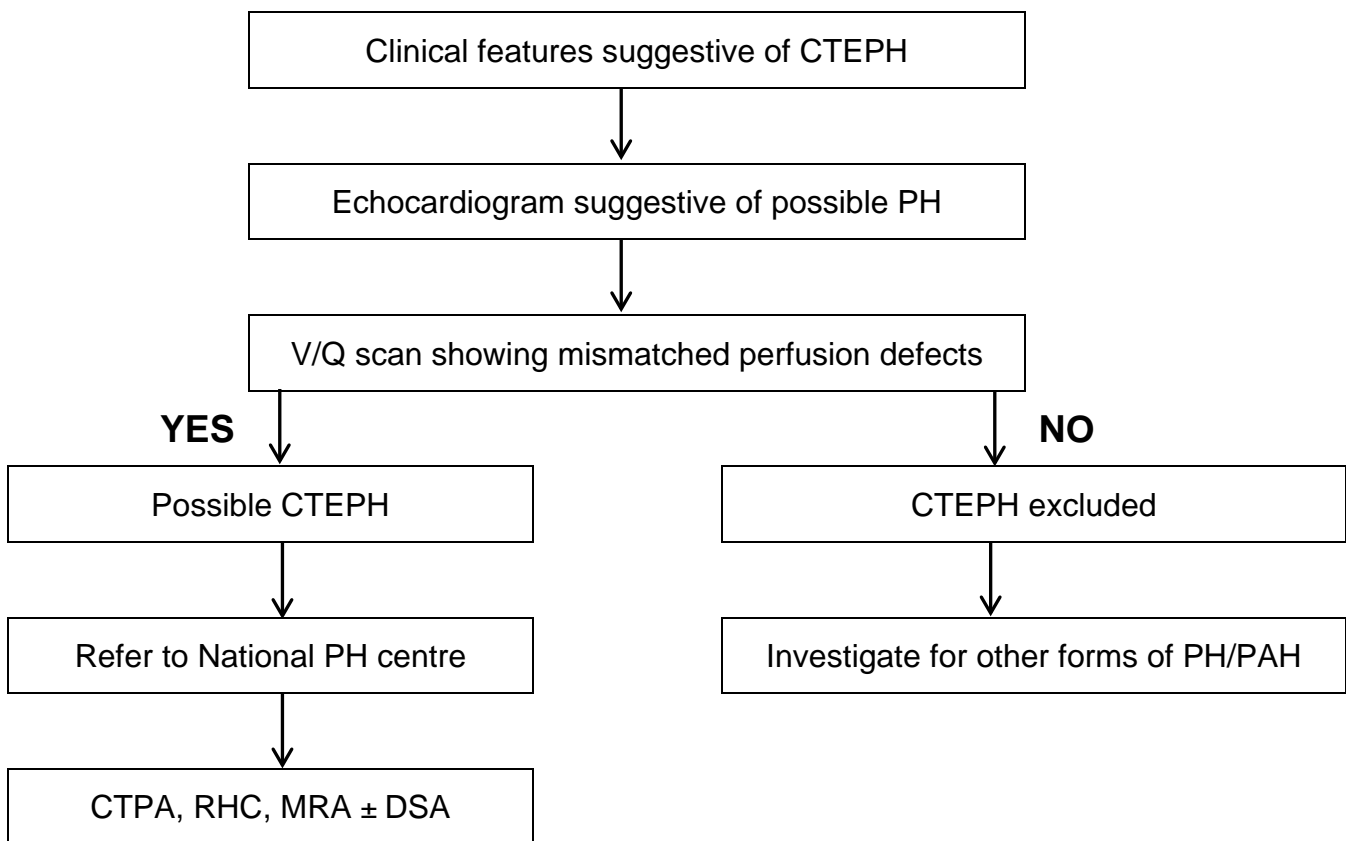 Clinical features suggestive of CTEPH
Echocardiogram suggestive of possible PH
V/Q scan showing mismatched perfusion defects
YES
NO
Possible CTEPH
CTEPH excluded
Refer to National PH centre
Investigate for other forms of PH/PAH
CTPA, RHC, MRA ± DSA